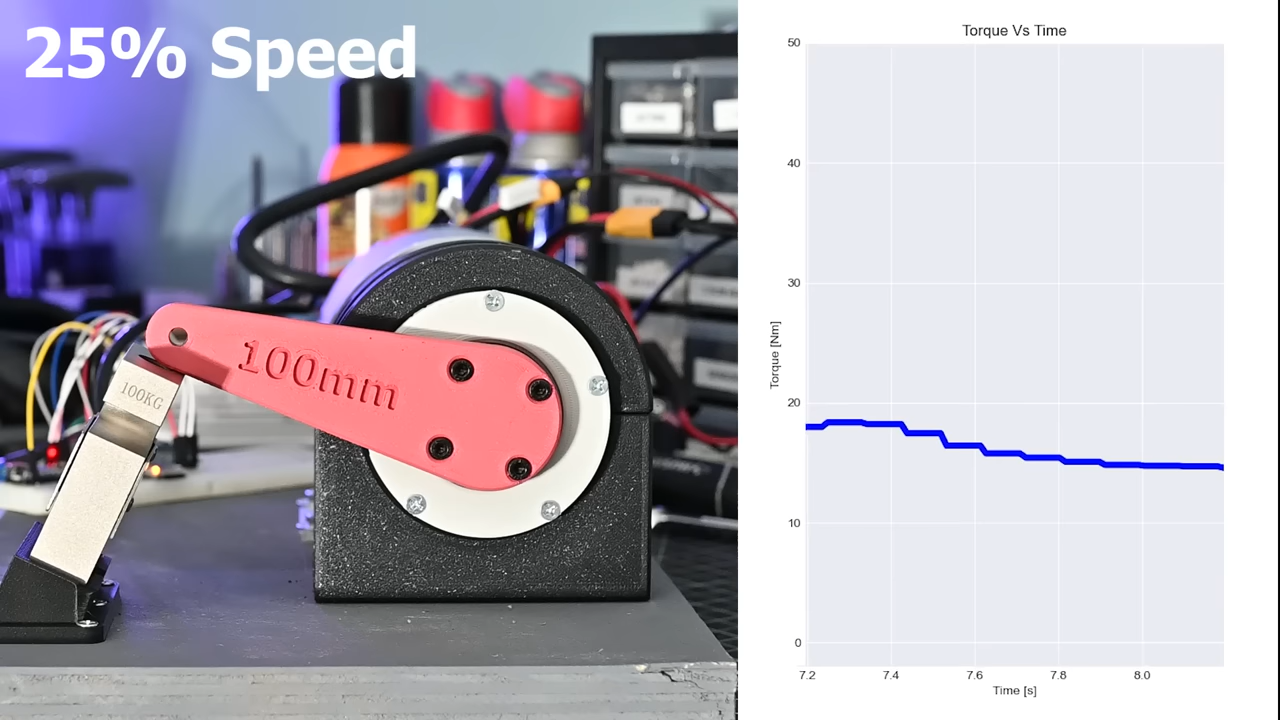 25% Speed
100KG
100mm
Torque Vs Time
Torque [Nm]
50
40
30
20
10
0
7.2 7.4 7.6 7.8 8.0
Time [s]